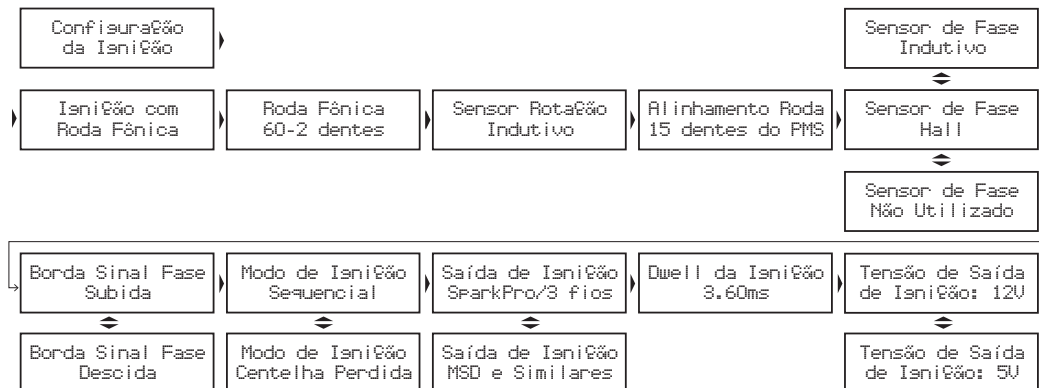 Configuração
da Ignição
Sensor de Fase
Indutivo
Ignição com
Roda Fônica
Roda Fônica
60-2 dentes
Sensor Rotação
Indutivo
Alinhamento Roda
15 dentes do PMS
Sensor de Fase
Hall
Sensor de Fase
Não Utilizado
Borda Sinal Fase
Subida
Modo de Ignição
Sequencial
Saída de Ignição
SparkPro/3 fios
Dwell da Ignição
3.60ms
Tensão de Saída
de Ignição: 12V
Borda Sinal Fase
Descida
Modo de Ignição
Centelha Perdida
Saída de Ignição
MSD e Similares
Tensão de Saída
de Ignição: 5V